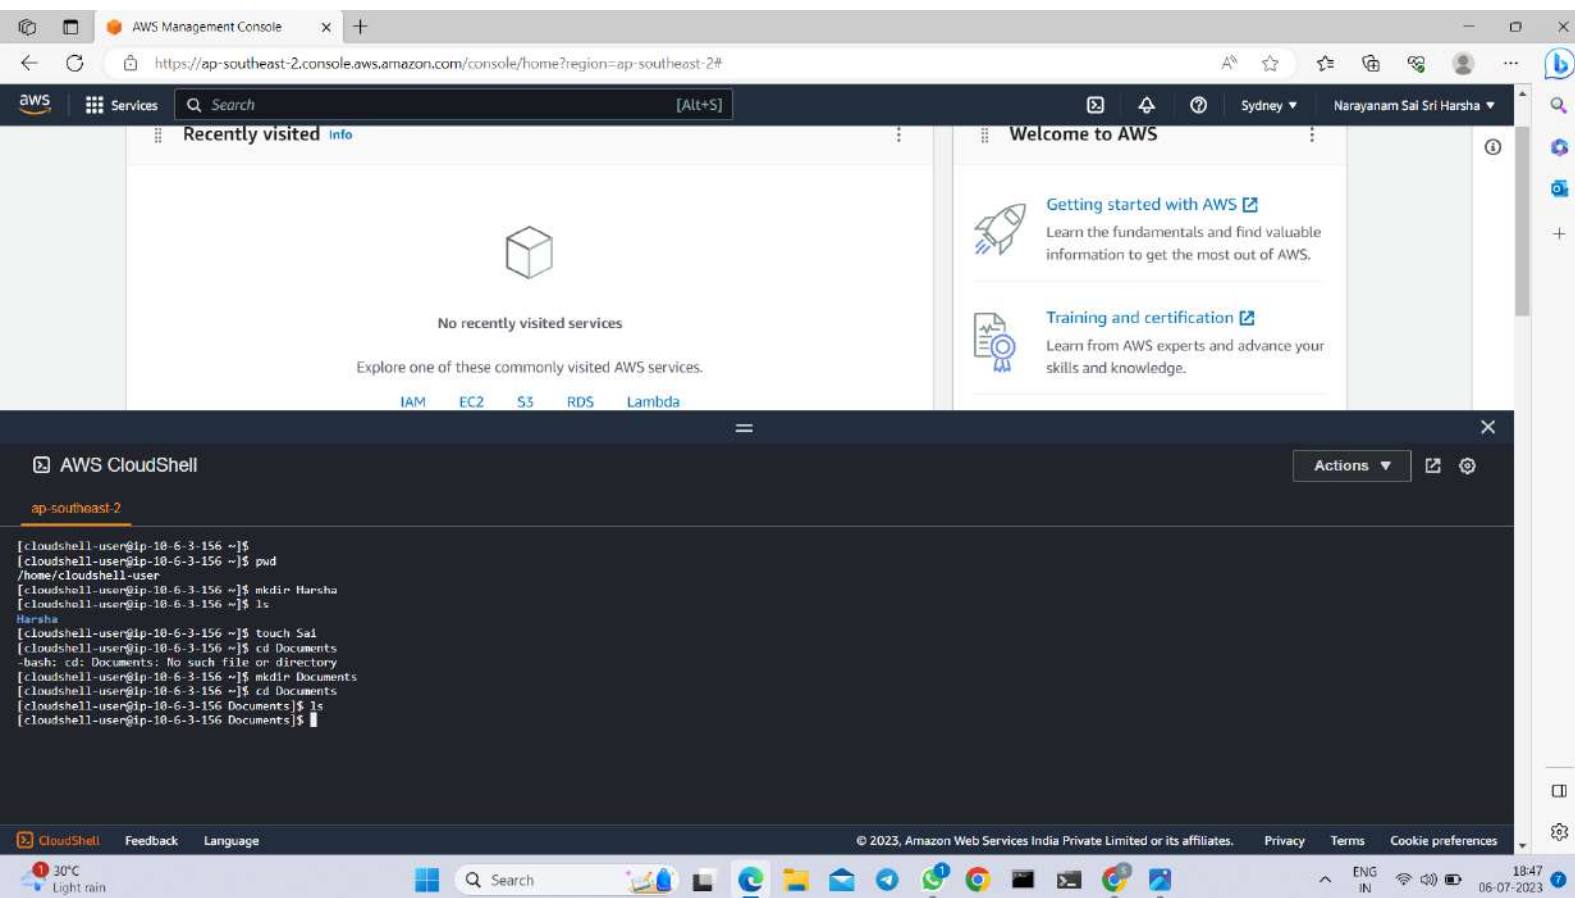 AWS Management Console
https://ap-southeast-2.console.aws.amazon.com/console/home?region=ap-southeast-2#
aws
Services
Search
[Alt+S]
Sydney ▼
Narayanam Sai Sri Harsha ▼
Recently visited Info
No recently visited services
Explore one of these commonly visited AWS services.
IAM EC2 S3 RDS Lambda
Welcome to AWS
Getting started with AWS
Learn the fundamentals and find valuable
information to get the most out of AWS.
Training and certification
Learn from AWS experts and advance your
skills and knowledge.
AWS CloudShell
Actions ▼
ap-southeast-2
[cloudshell-user@ip-10-6-3-156 ~]$
[cloudshell-user@ip-10-6-3-156 ~]$ pwd
/home/cloudshell-user
[cloudshell-user@ip-10-6-3-156 ~]$ mkdir Harsha
[cloudshell-user@ip-10-6-3-156 ~]$ ls
Harsha
[cloudshell-user@ip-10-6-3-156 ~]$ touch Sai
[cloudshell-user@ip-10-6-3-156 ~]$ cd Documents
-bash: cd: Documents: No such file or directory
[cloudshell-user@ip-10-6-3-156 ~]$ mkdir Documents
[cloudshell-user@ip-10-6-3-156 ~]$ cd Documents
[cloudshell-user@ip-10-6-3-156 Documents]$ ls
[cloudshell-user@ip-10-6-3-156 Documents]$
CloudShell Feedback Language
© 2023, Amazon Web Services India Private Limited or its affiliates. Privacy Terms Cookie preferences
1
30°C
Light rain
Search
1
ENG
IN
18:47
06-07-2023
7